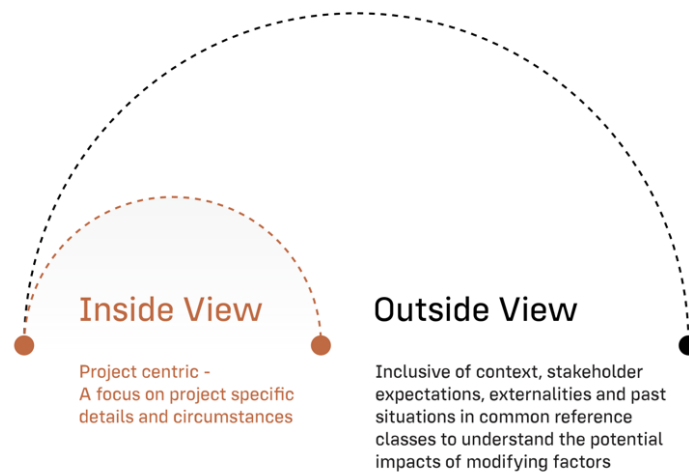 Inside View
Project centric -
A focus on project specific
details and circumstances
Outside View
Inclusive of context, stakeholder
expectations, externalities and past
situations in common reference
classes to understand the potential
impacts of modifying factors